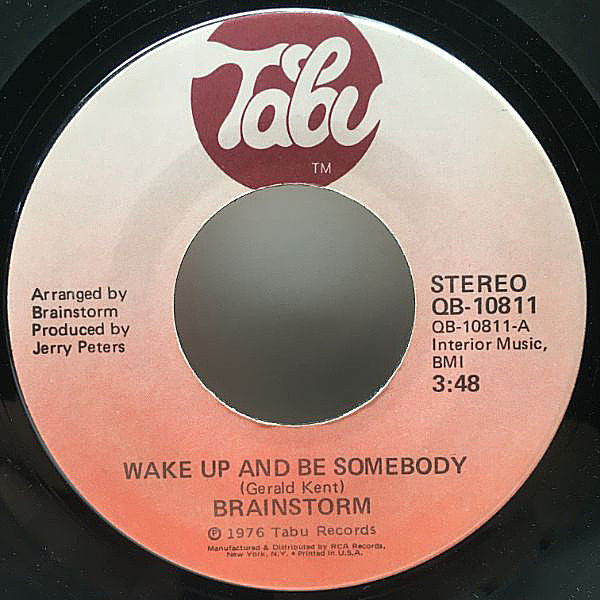 Tabu
TM
Arranged by
Brainstorm
Produced by
Jerry Peters
STEREO
QB-10811
QB-10811-A
Interior Music,
BMI
3:48
WAKE UP AND BE SOMEBODY
(Gerald Kent)
BRAINSTORM
℗ 1976 Tabu Records
Manufactured & Distributed by RCA Records,
New York, N.Y. • Printed in U.S.A.